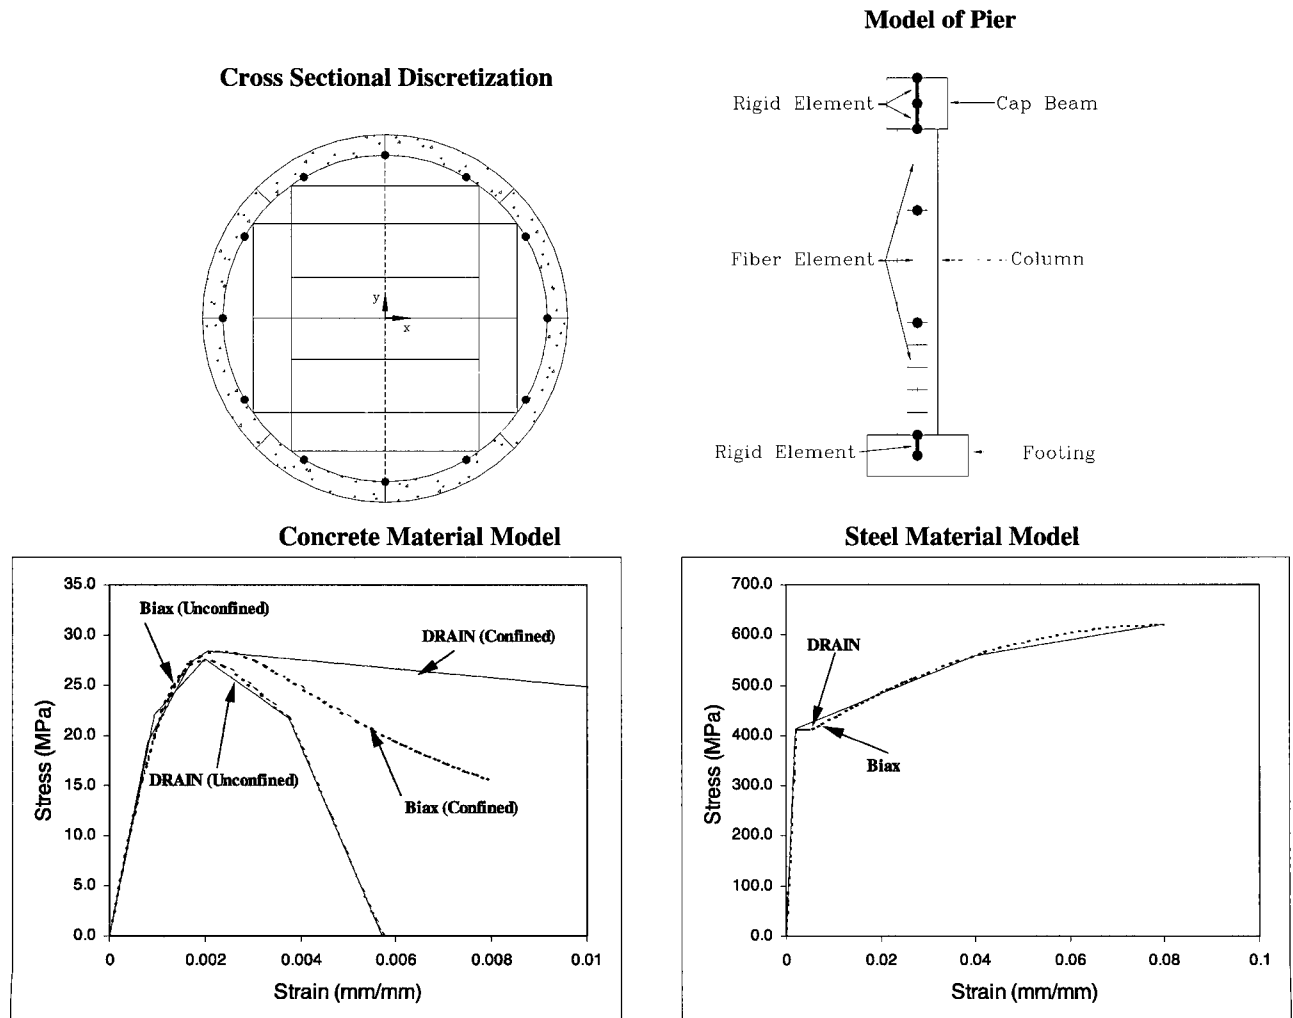 Model of Pier
Cross Sectional Discretization
Rigid Element
Cap Beam
Fiber Element
Column
y
x
Rigid Element
Footing
Concrete Material Model
Steel Material Model
35.0
30.0
25.0
20.0
15.0
10.0
5.0
0.0
Stress (MPa)
Biax (Unconfined)
DRAIN (Confined)
DRAIN (Unconfined)
Biax (Confined)
0
0.002
0.004
0.006
0.008
0.01
Strain (mm/mm)
700.0
600.0
500.0
400.0
300.0
200.0
100.0
0.0
Stress (MPa)
DRAIN
Biax
0
0.02
0.04
0.06
0.08
0.1
Strain (mm/mm)